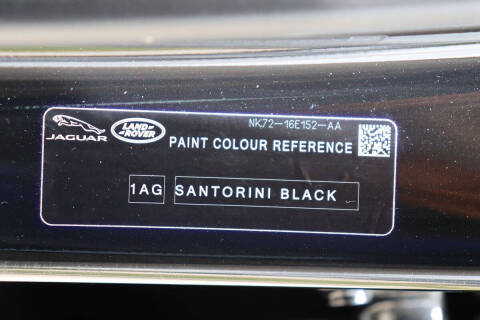 NK72-16E152-AA
JAGUAR
LAND-
ROVER
PAINT COLOUR REFERENCE
1AG SANTORINI BLACK